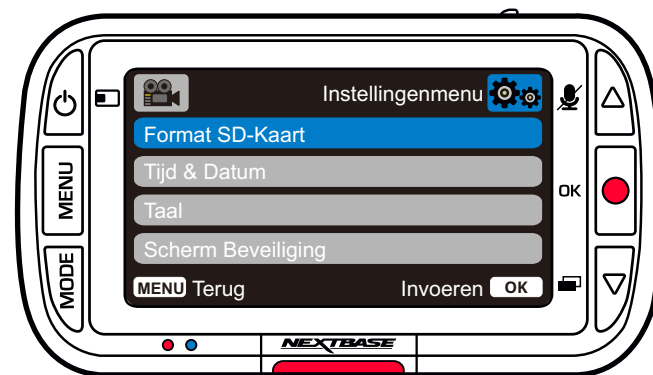 Instellingenmenu
Format SD-Kaart
MENU
Tijd & Datum
OK
Taal
MODE
Scherm Beveiliging
MENU Terug
Invoeren OK
NEXTBASE